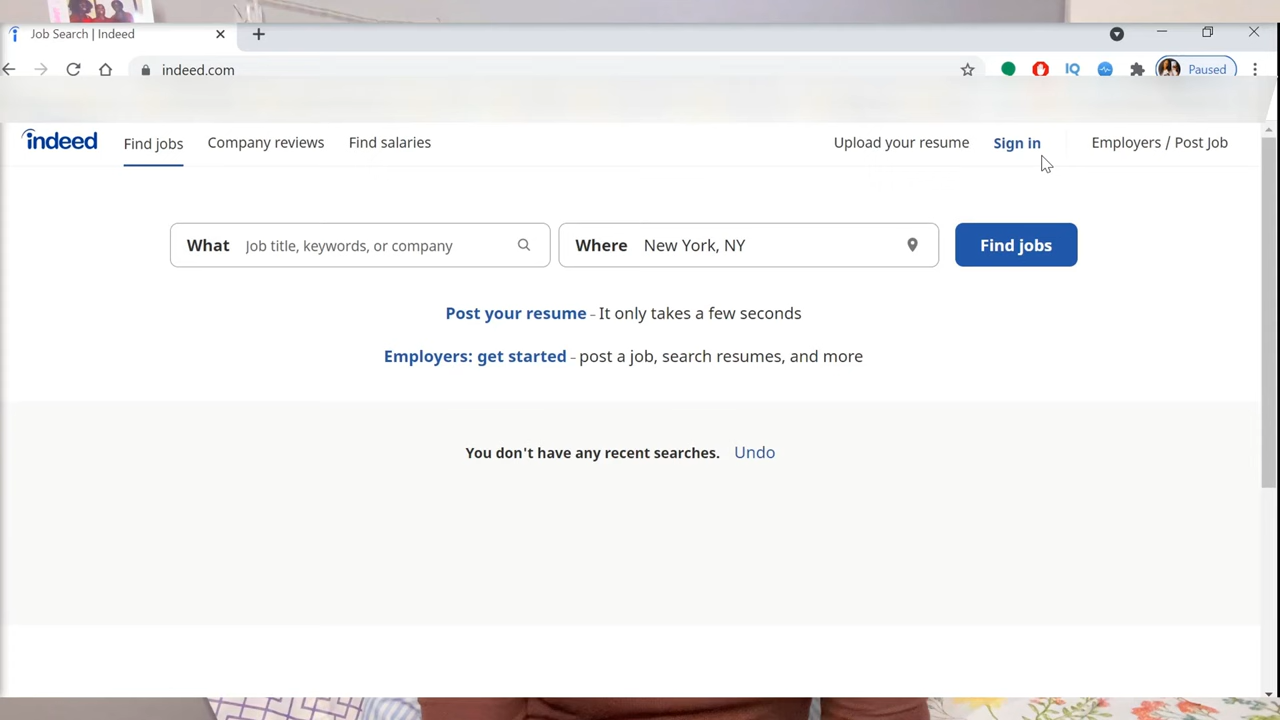 Job Search | Indeed
indeed.com
IQ
Paused
indeed
Find jobs
Company reviews
Find salaries
Upload your resume
Sign in
Employers / Post Job
What Job title, keywords, or company
Where New York, NY
Find jobs
Post your resume - It only takes a few seconds
Employers: get started - post a job, search resumes, and more
You don't have any recent searches. Undo